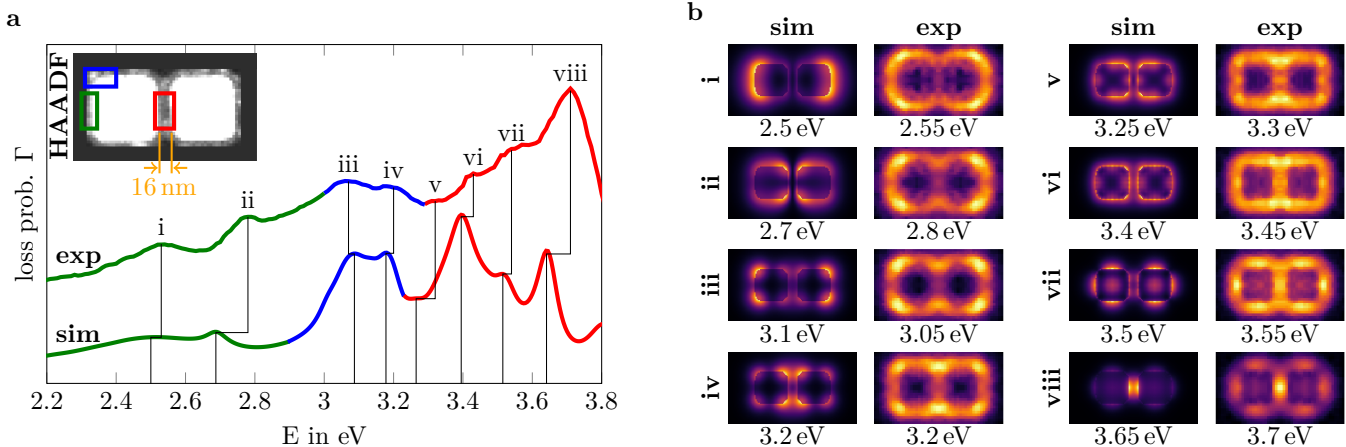 a
HAADF
16 nm
loss prob. Γ
exp
sim
i
ii
iii
iv
v
vi
vii
viii
2.2 2.4 2.6 2.8 3 3.2 3.4 3.6 3.8
E in eV
b
sim exp sim exp
i
2.5 eV 2.55 eV
v
3.25 eV 3.3 eV
ii
2.7 eV 2.8 eV
vi
3.4 eV 3.45 eV
iii
3.1 eV 3.05 eV
vii
3.5 eV 3.55 eV
iv
3.2 eV 3.2 eV
viii
3.65 eV 3.7 eV